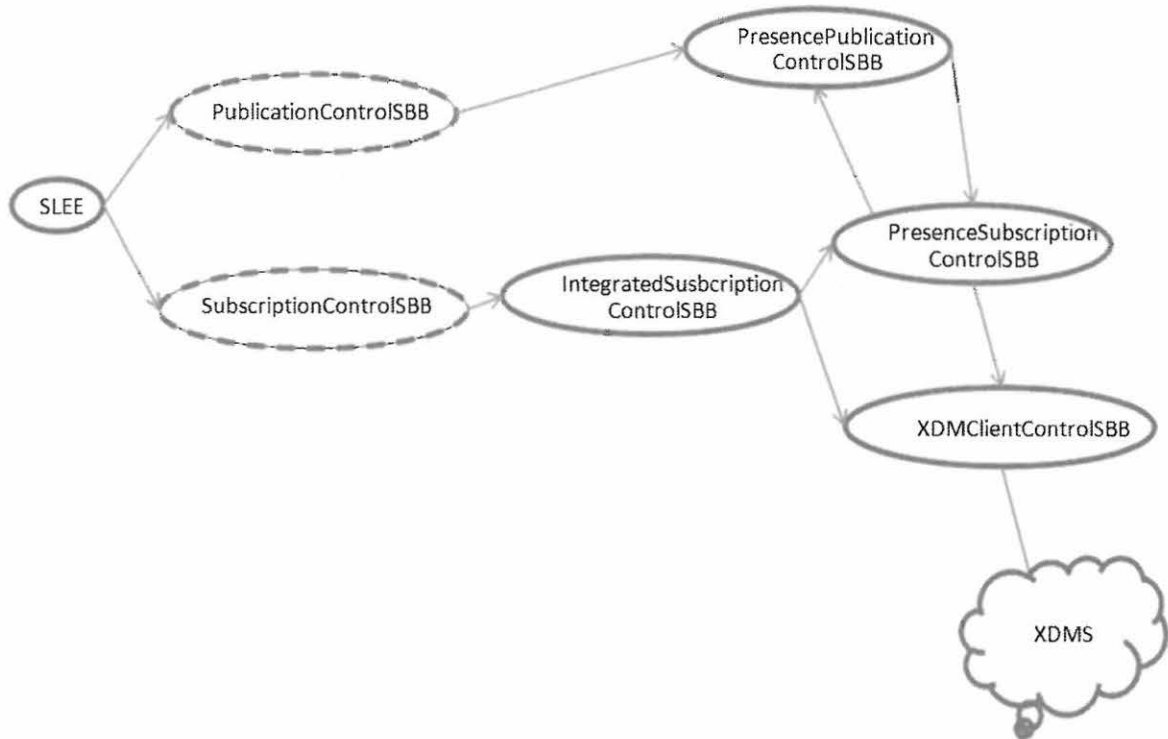 PresencePublication
ControlSBB
PublicationControlSBB
SLEE
PresenceSubscription
ControlSBB
SubscriptionControlSBB
IntegratedSusbcription
ControlSBB
XDMClientControlSBB
XDMS